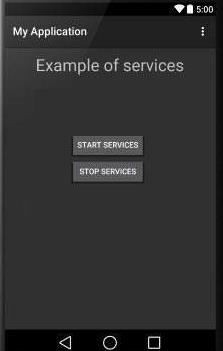 5:00
My Application
Example of services
START SERVICES
STOP SERVICES